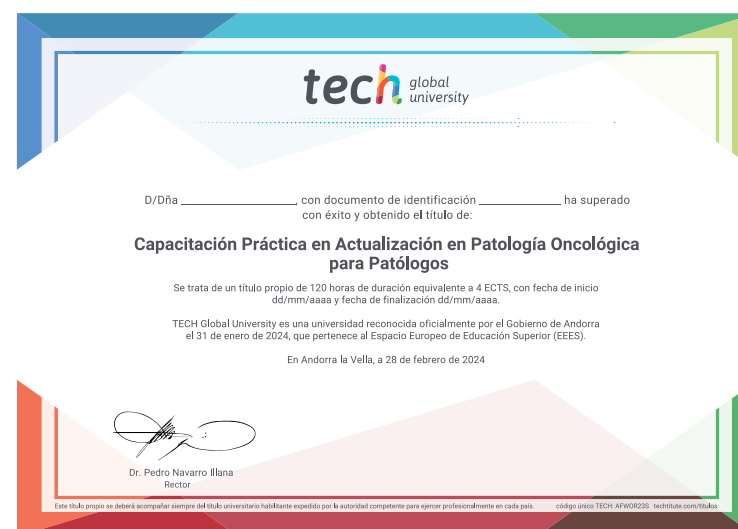 tech global
university
D/Dña ____________, con documento de identificación ____________ ha superado
con éxito y obtenido el título de:
Capacitación Práctica en Actualización en Patología Oncológica
para Patólogos
Se trata de un título propio de 120 horas de duración equivalente a 4 ECTS, con fecha de inicio
dd/mm/aaaa y fecha de finalización dd/mm/aaaa.
TECH Global University es una universidad reconocida oficialmente por el Gobierno de Andorra
el 31 de enero de 2024, que pertenece al Espacio Europeo de Educación Superior (EEES).
En Andorra la Vella, a 28 de febrero de 2024
Dr. Pedro Navarro Illana
Rector
Este título propio se deberá acompañar siempre del título universitario habilitante expedido por la autoridad competente para ejercer profesionalmente en cada país. código único TECH: AFWOR23S techtitute.com/titulos